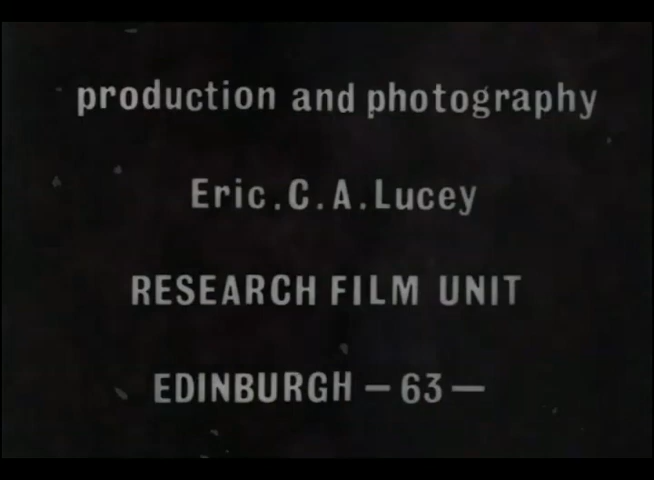 production and photography
Eric.C.A.Lucey
RESEARCH FILM UNIT
EDINBURGH – 63 –